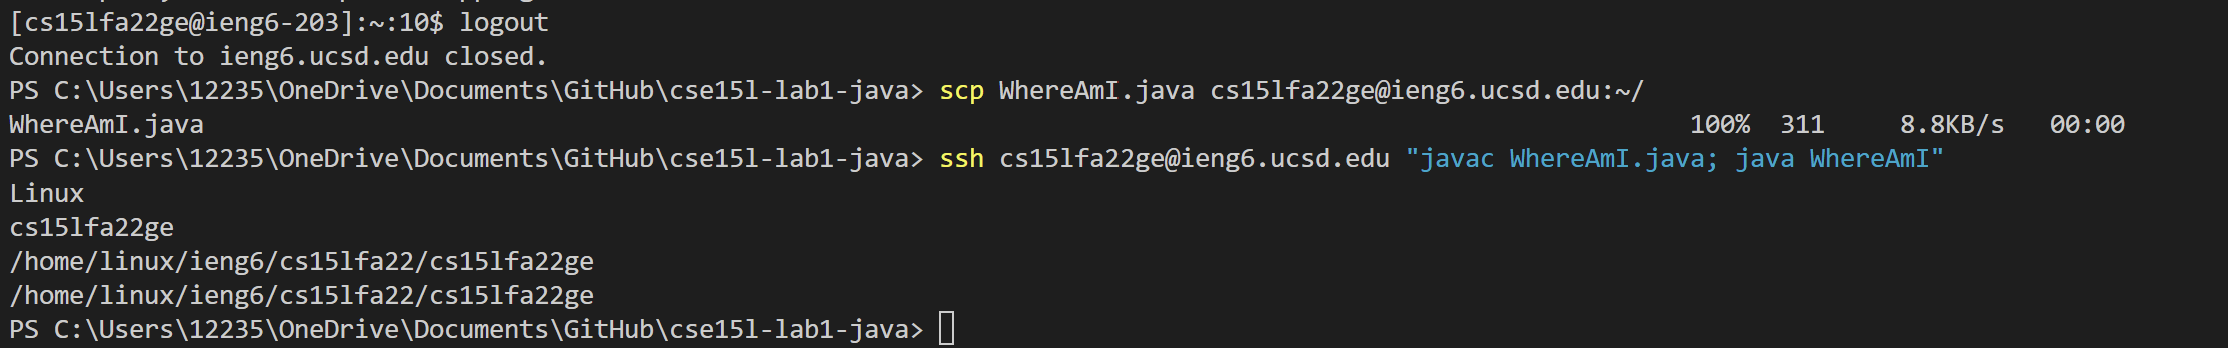 [cs15lfa22ge@ieng6-203]:~:10$ logout
Connection to ieng6.ucsd.edu closed.
PS C:\Users\12235\OneDrive\Documents\GitHub\cse15l-lab1-java> scp WhereAmI.java cs15lfa22ge@ieng6.ucsd.edu:~/
WhereAmI.java 100% 311 8.8KB/s 00:00
PS C:\Users\12235\OneDrive\Documents\GitHub\cse15l-lab1-java> ssh cs15lfa22ge@ieng6.ucsd.edu "javac WhereAmI.java; java WhereAmI"
Linux
cs15lfa22ge
/home/linux/ieng6/cs15lfa22/cs15lfa22ge
/home/linux/ieng6/cs15lfa22/cs15lfa22ge
PS C:\Users\12235\OneDrive\Documents\GitHub\cse15l-lab1-java>